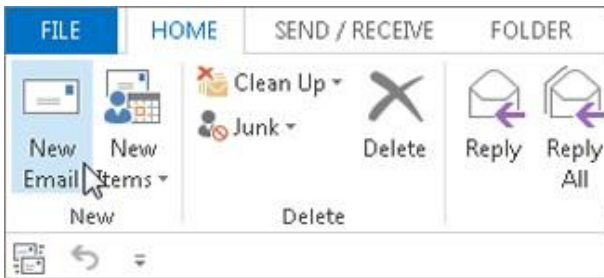 FILE HOME SEND / RECEIVE FOLDER
New Email
New Items
Clean Up
Junk
Delete
Reply
Reply All
New
Delete